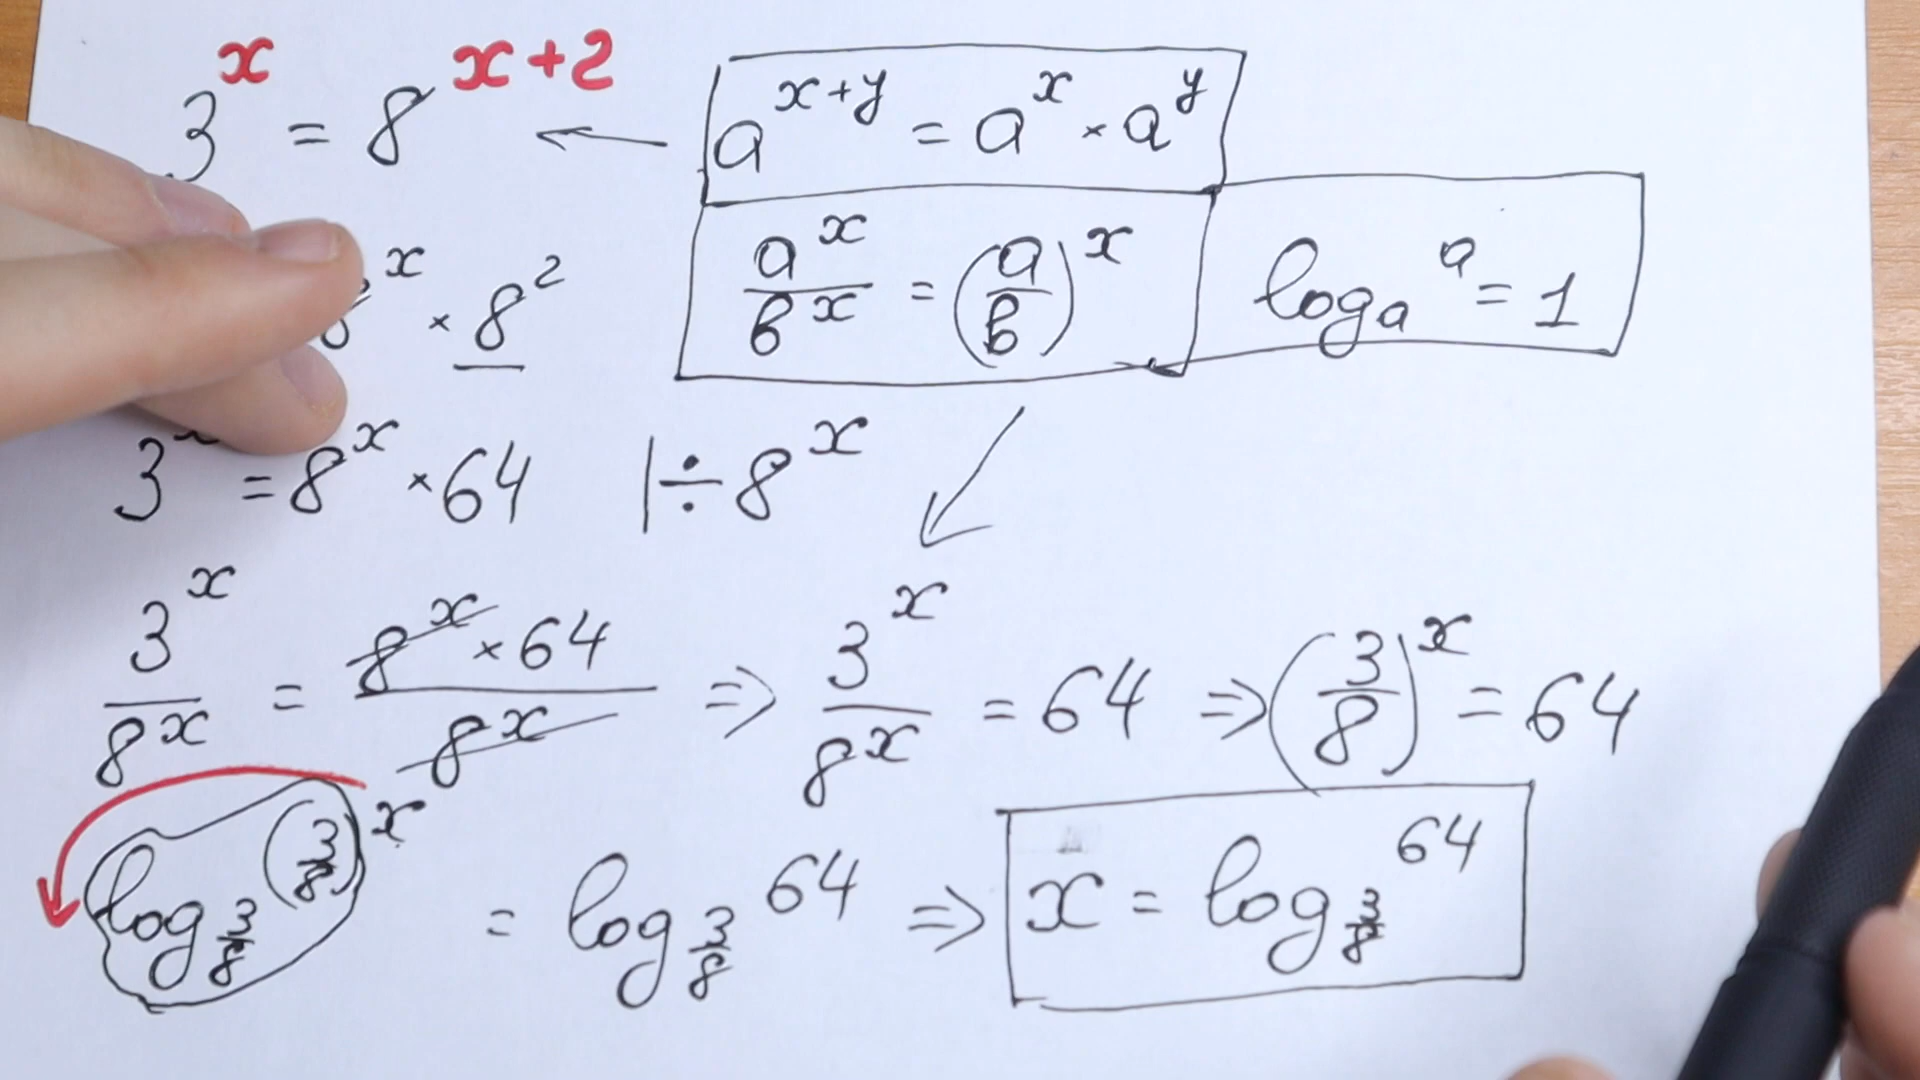 3^x = 8^(x+2) ← a^(x+y) = a^x × a^y
8^x × 8^2
a^x/в^x = (a/b)^x
log_a a = 1
3^x = 8^x × 64 | ÷ 8^x
3^x/8^x = 8^x × 64/8^x ⇒ 3^x/8^x = 64 ⇒ (3/8)^x = 64
log_(3/8) (3/8)^x = log_(3/8) 64 ⇒ x = log_(3/8) 64